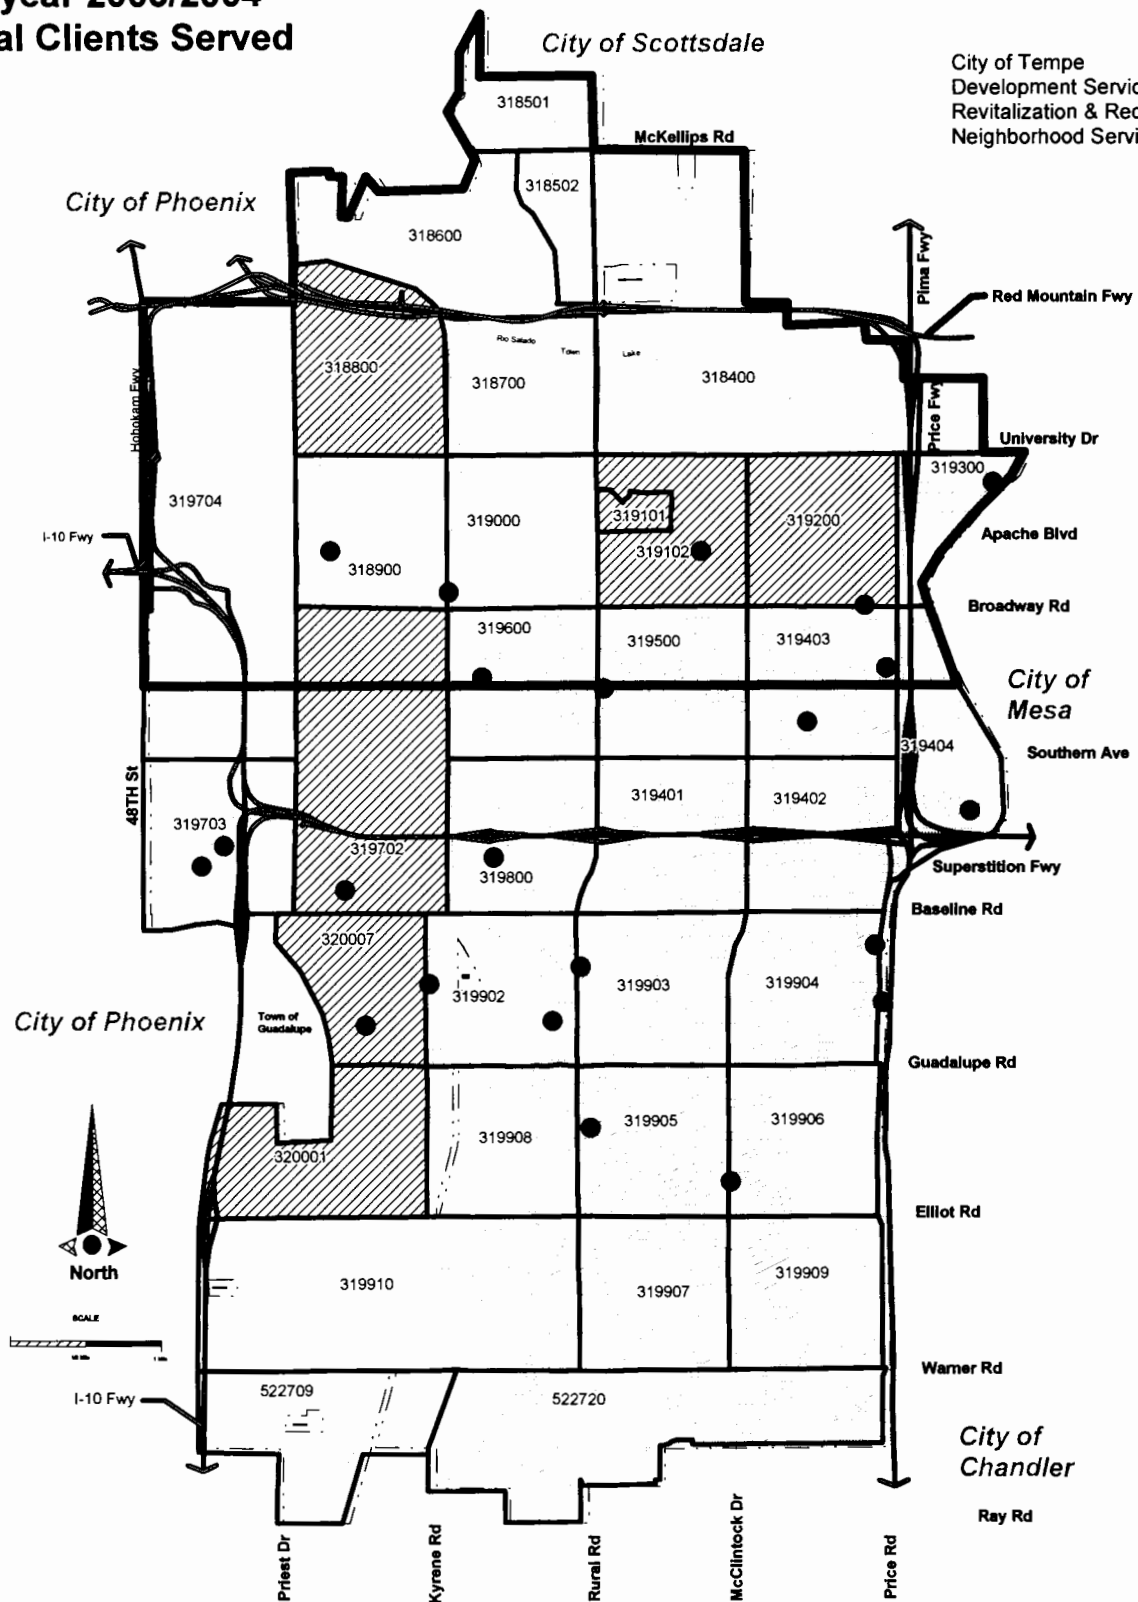 al Clients Served
City of Scottsdale
City of Tempe
Development Servic
Revitalization & Red
Neighborhood Servi
318501
McKellips Rd
318502
City of Phoenix
318600
Pima Fwy
Red Mountain Fwy
Rio Salado
Town
Lake
318800
318700
318400
Hohokam Fwy
Price Fwy
University Dr
319300
319704
319000
319101
319200
Apache Blvd
I-10 Fwy
318900
319102
Broadway Rd
319600
319500
319403
City of
Mesa
319404
Southern Ave
48TH St
319401
319402
319703
319702
319800
Superstition Fwy
Baseline Rd
320007
319902
319903
319904
City of Phoenix
Town of
Guadalupe
Guadalupe Rd
319908
319905
319906
320001
Elliot Rd
North
319910
319907
319909
SCALE
Warner Rd
I-10 Fwy
522709
522720
City of
Chandler
Ray Rd
Priest Dr
Kyrene Rd
Rural Rd
McClintock Dr
Price Rd